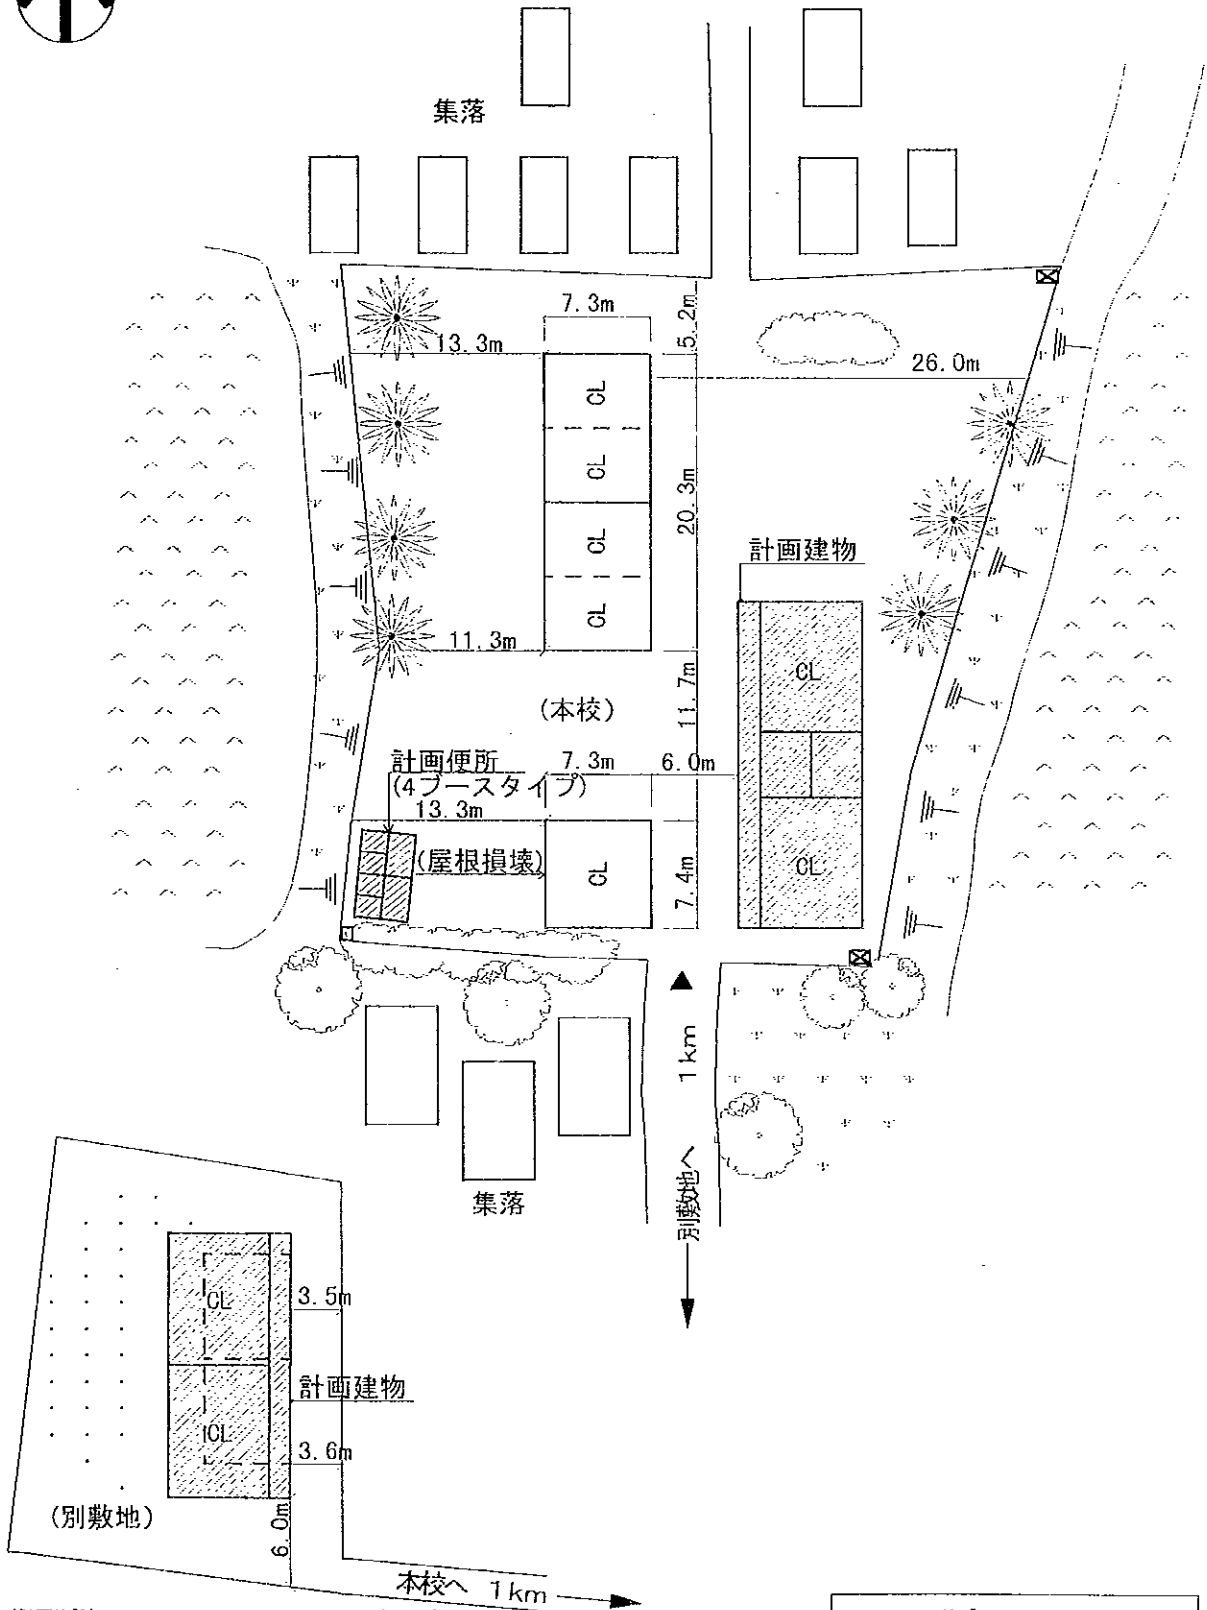 集落
7.3m
5.2m
13.3m
26.0m
CL
CL
20.3m
CL
計画建物
CL
11.3m
CL
11.7m
(本校)
計画便所
(4ブースタイプ)
7.3m
6.0m
13.3m
(屋根損壊)
CL
7.4m
CL
1km
別敷地へ
集落
CL
3.5m
計画建物
CL
3.6m
(別敷地)
6.0m
本校へ 1km